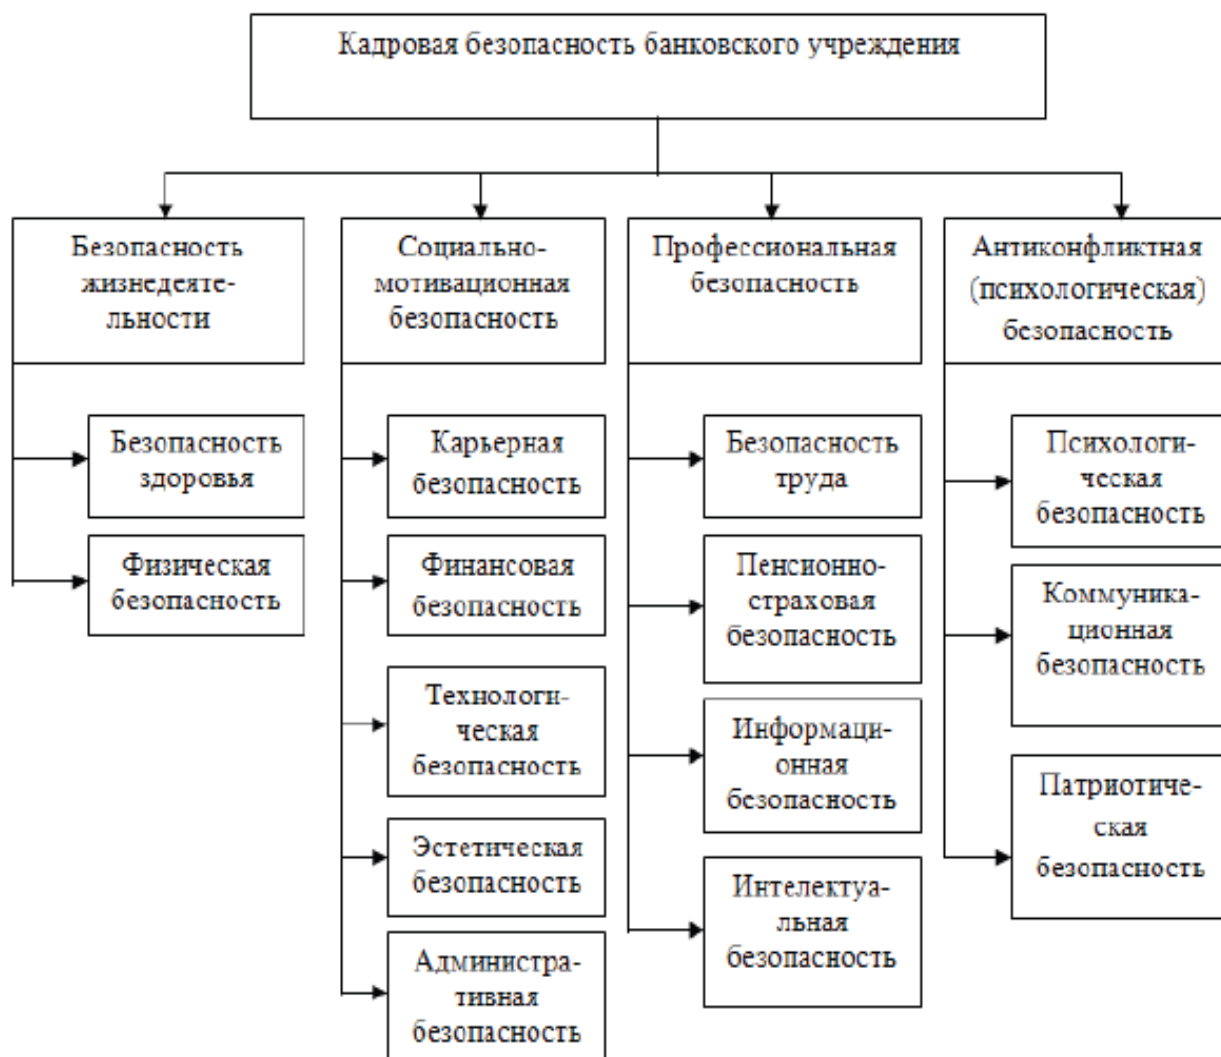 Кадровая безопасность банковского учреждения
Безопасность
жизнедеяте-
льности
Социально-
мотивационная
безопасность
Профессиональная
безопасность
Антиконфликтная
(психологическая)
безопасность
Безопасность
здоровья
Физическая
безопасность
Карьерная
безопасность
Финансовая
безопасность
Технологи-
ческая
безопасность
Эстетическая
безопасность
Администра-
тивная
безопасность
Безопасность
труда
Пенсионно-
страховая
безопасность
Информаци-
онная
безопасность
Интелектуа-
льная
безопасность
Психологи-
ческая
безопасность
Коммуника-
ционная
безопасность
Патриотиче-
ская
безопасность